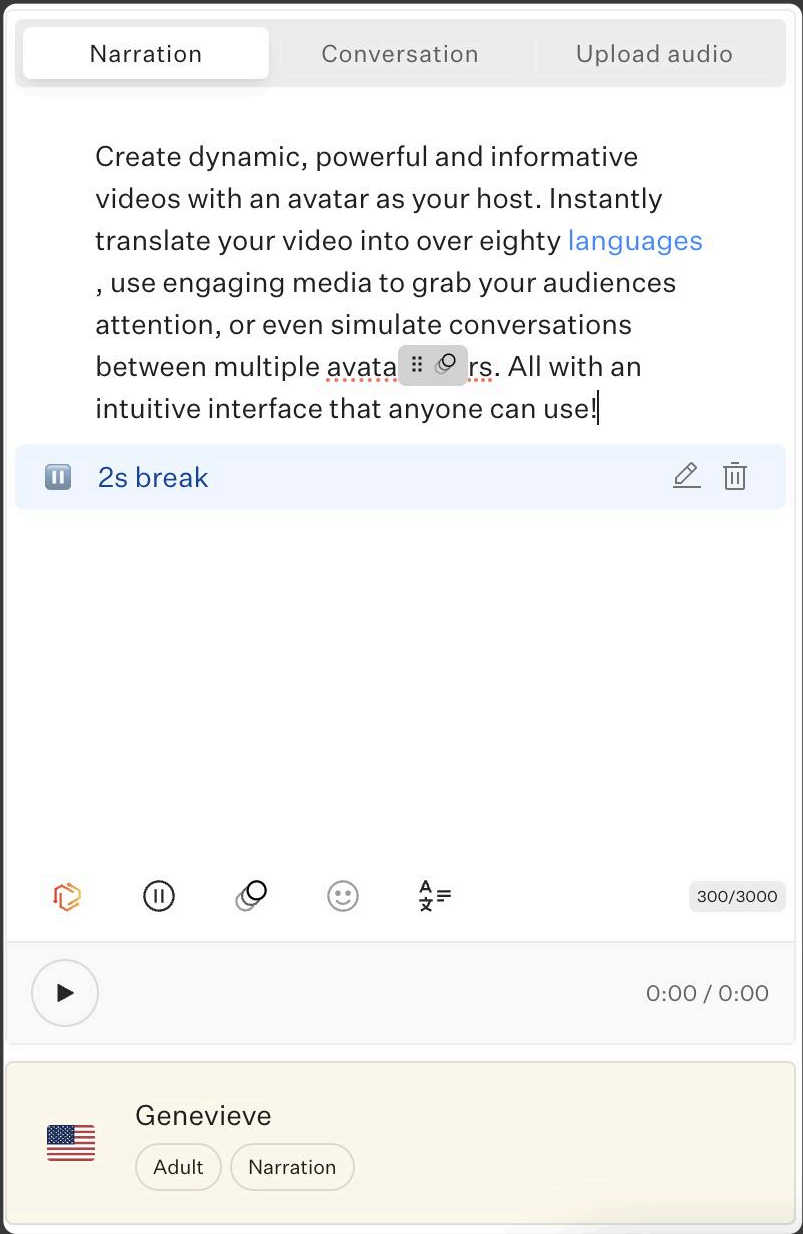 Narration
Conversation
Upload audio
Create dynamic, powerful and informative
videos with an avatar as your host. Instantly
translate your video into over eighty languages
, use engaging media to grab your audiences
attention, or even simulate conversations
between multiple avatars. All with an
intuitive interface that anyone can use!
2s break
A
文
300/3000
0:00 / 0:00
Genevieve
Adult
Narration